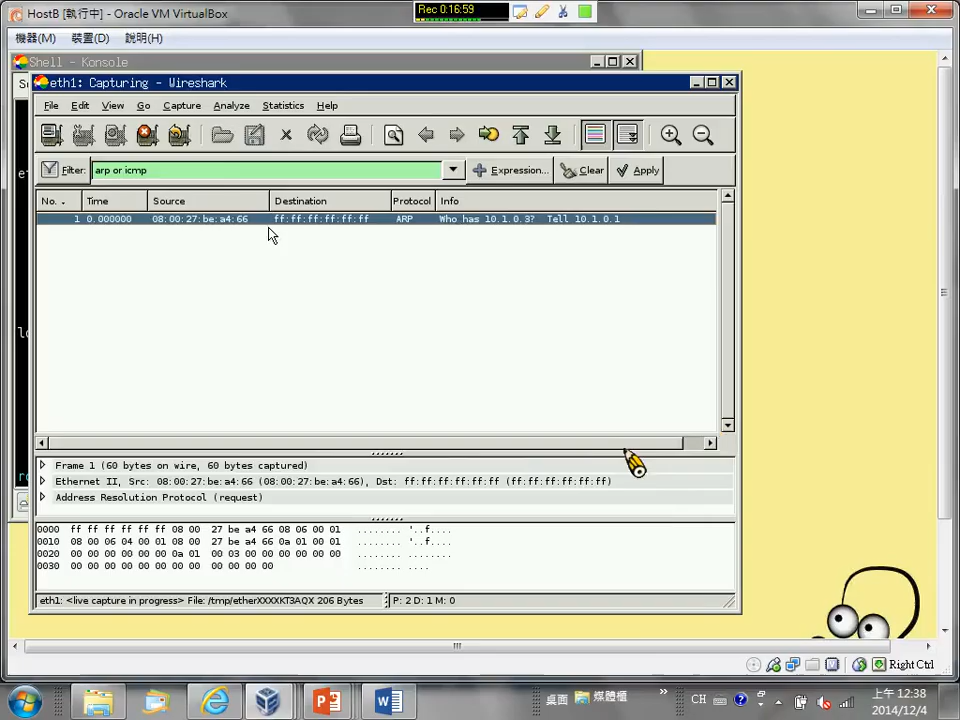 HostB [執行中] - Oracle VM VirtualBox
Rec 0:16:59
機器(M) 裝置(D) 說明(H)
Shell - Konsole
eth1: Capturing - Wireshark
File Edit View Go Capture Analyze Statistics Help
Filter: arp or icmp Expression... Clear Apply
No. Time Source Destination Protocol Info
1 0.000000 08:00:27:be:a4:66 ff:ff:ff:ff:ff:ff ARP Who has 10.1.0.3? Tell 10.1.0.1
Frame 1 (60 bytes on wire, 60 bytes captured)
Ethernet II, Src: 08:00:27:be:a4:66 (08:00:27:be:a4:66), Dst: ff:ff:ff:ff:ff:ff (ff:ff:ff:ff:ff:ff)
Address Resolution Protocol (request)
0000 ff ff ff ff ff ff 08 00 27 be a4 66 08 06 00 01 ........ '..f....
0010 08 00 06 04 00 01 08 00 27 be a4 66 0a 01 00 01 ........ '..f....
0020 00 00 00 00 00 00 0a 01 00 03 00 00 00 00 00 00 ........ ........
0030 00 00 00 00 00 00 00 00 00 00 00 00 ........ ....
eth1: <live capture in progress> File: /tmp/etherXXXXKT3AQX 206 Bytes P: 2 D: 1 M: 0
Right Ctrl
桌面 媒體櫃 » CH 上午 12:38
2014/12/4